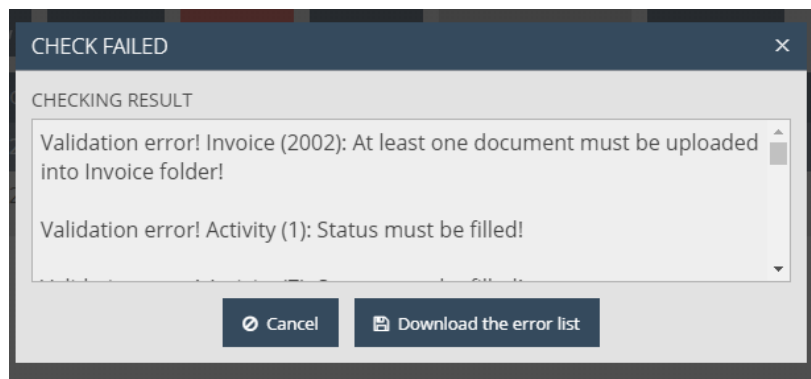 CHECK FAILED
CHECKING RESULT
Validation error! Invoice (2002): At least one document must be uploaded
into Invoice folder!
Validation error! Activity (1): Status must be filled!
Cancel
Download the error list